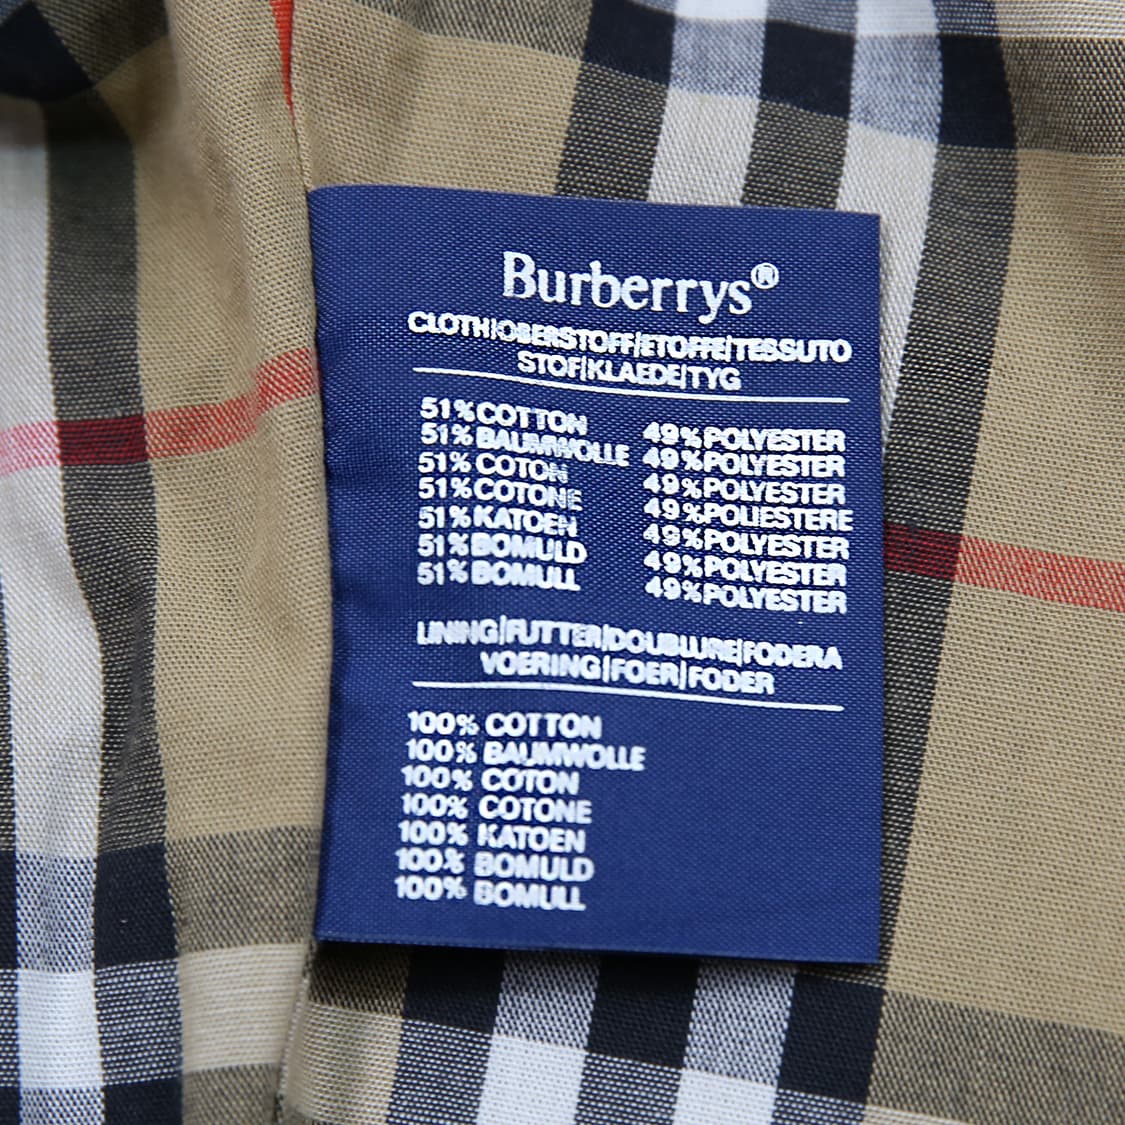 Burberrys®
CLOTH|OBERSTOFF|ETOFFE|TESSUTO
STOF|KLAEDE|TYG
51% COTTON 49% POLYESTER
51% BAUMWOLLE 49% POLYESTER
51% COTON 49% POLYESTER
51% COTONE 49% POLIESTERE
51% KATOEN 49% POLYESTER
51% BOMULD 49% POLYESTER
51% BOMULL 49% POLYESTER
LINING|FUTTER|DOUBLURE|FODERA
VOERING|FOER|FODER
100% COTTON
100% BAUMWOLLE
100% COTON
100% COTONE
100% KATOEN
100% BOMULD
100% BOMULL